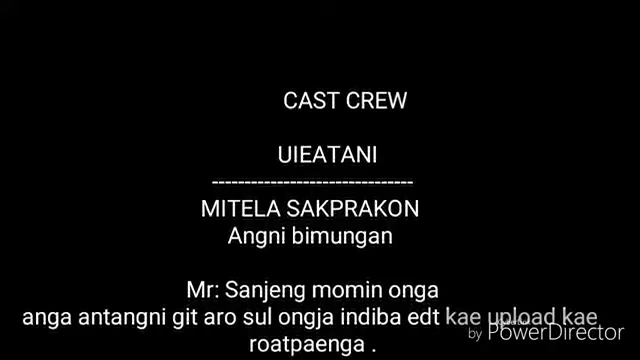 CAST CREW
UIEATANI
-------------------------------
MITELA SAKPRAKON
Angni bimungan
Mr: Sanjeng momin onga
anga antangni git aro sul ongja indiba edt kae upload kae
roatpaenga .
by PowerDirector